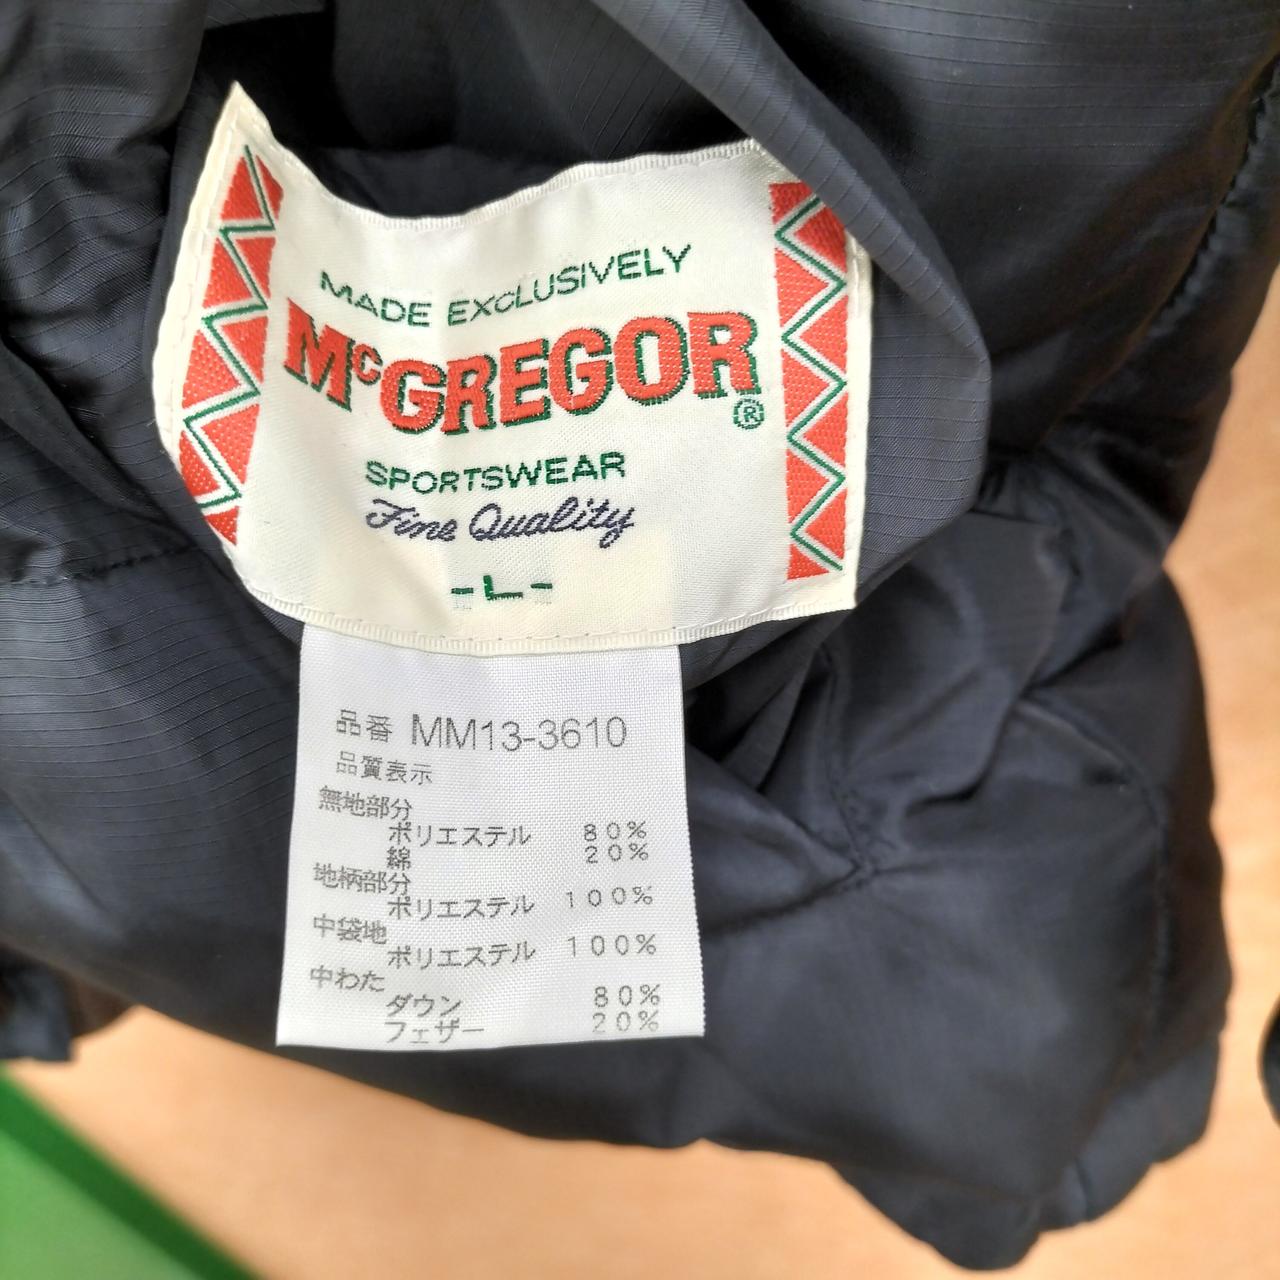 MADE EXCLUSIVELY
McGREGOR®
SPORTSWEAR
Fine Quality
-L-
品番 MM13-3610
品質表示
無地部分
ポリエステル 80%
綿 20%
地柄部分
ポリエステル 100%
中袋地
ポリエステル 100%
中わた
ダウン 80%
フェザー 20%